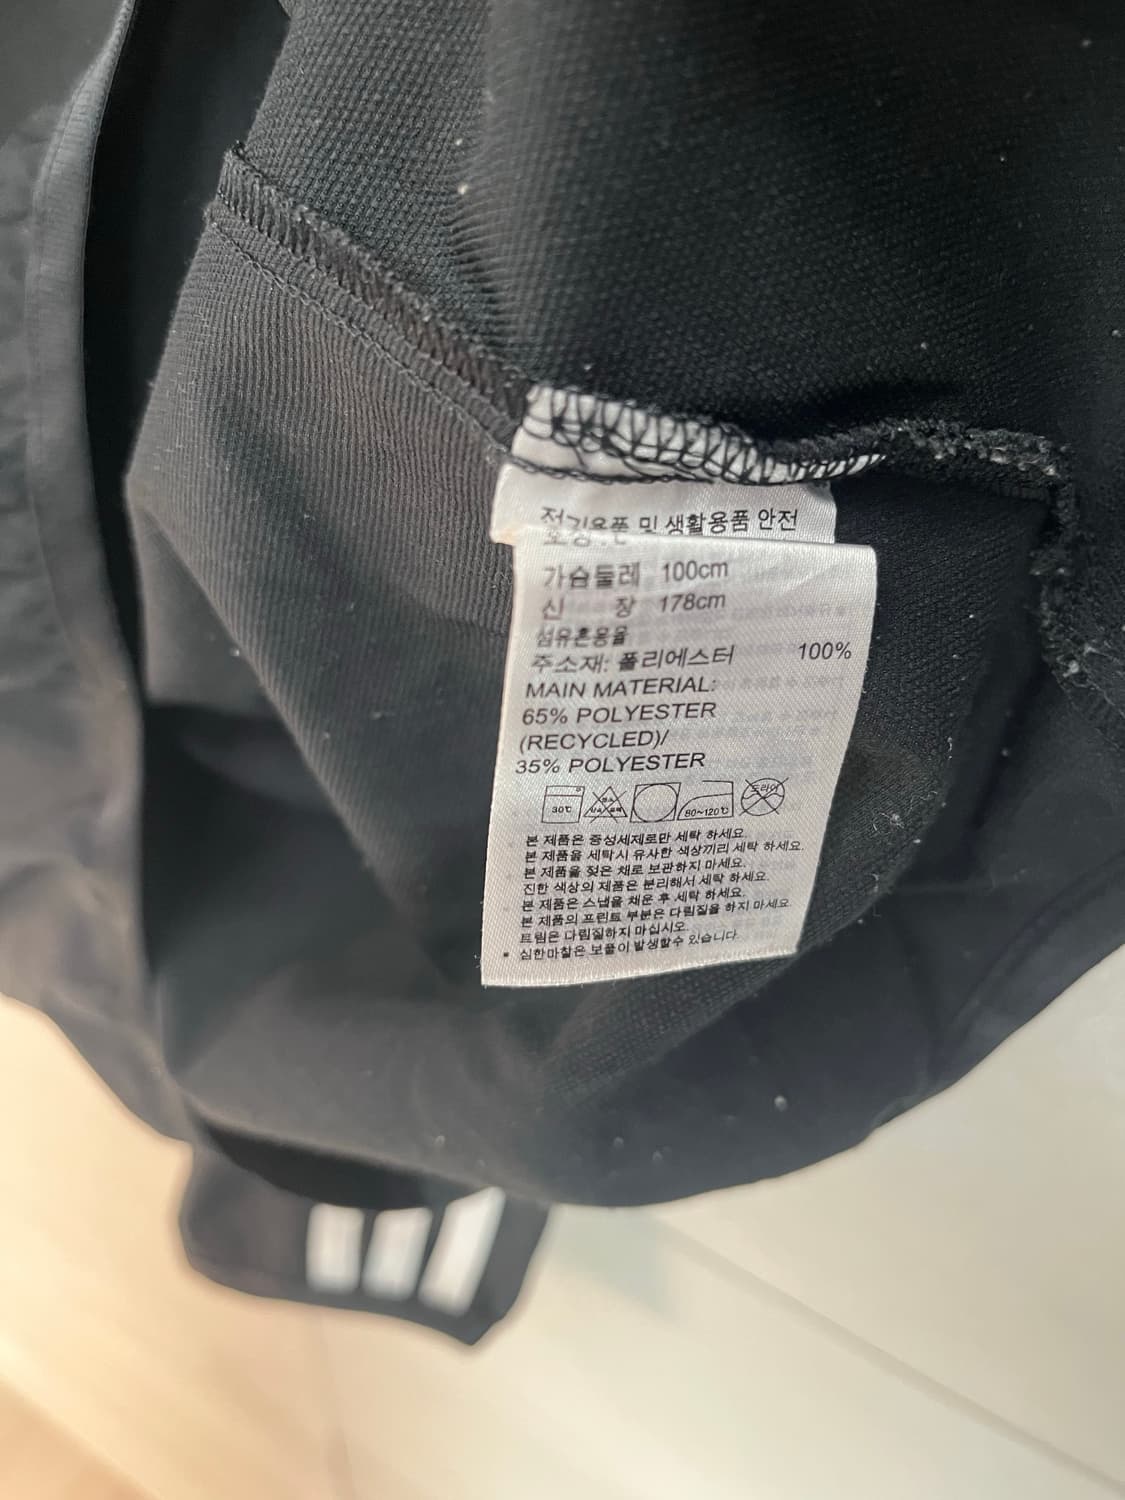 및 생활용품 안전
가슴둘레 100cm
신 장 178cm
섬유혼용율
주소재: 폴리에스터 100%
MAIN MATERIAL:
65% POLYESTER
(RECYCLED)/
35% POLYESTER
30℃ 80~120℃ 드라이
본 제품은 중성세제로만 세탁 하세요.
본 제품을 세탁시 유사한 색상끼리 세탁 하세요.
본 제품을 젖은 채로 보관하지 마세요.
진한 색상의 제품은 분리해서 세탁 하세요.
본 제품은 스냅을 채운 후 세탁 하세요.
본 제품의 프린트 부분은 다림질을 하지 마세요
트림은 다림질하지 마십시오.
• 심한마찰은 보풀이 발생할수 있습니다